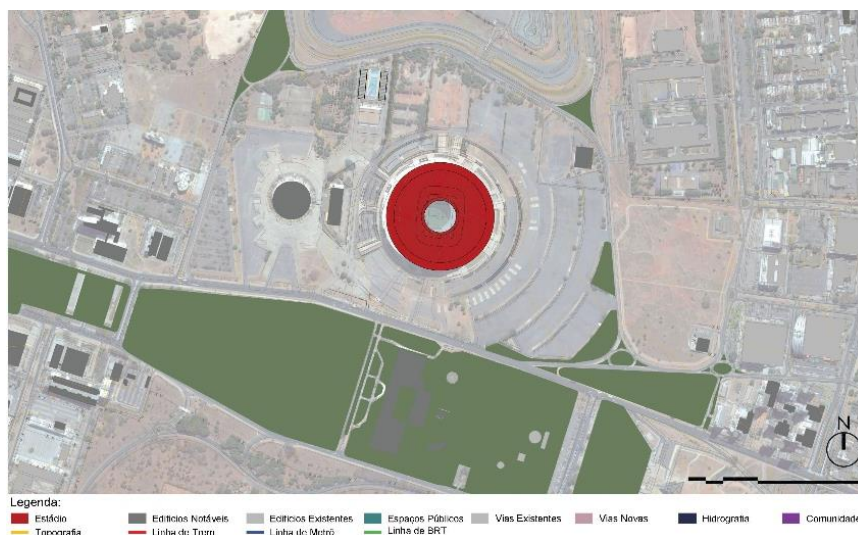 N
Legenda:
Estádio Edifícios Notáveis Edifícios Existentes Espaços Públicos Vias Existentes Vias Novas Hidrografia Comunidade
Topografia Linha de Trem Linha de Metrô Linha de BRT